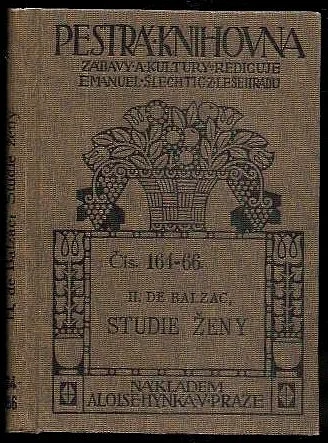 PESTRÁ·KNIHOVNA
ZÁBAVY·A·KULTURY·REDIGUJE
EMANUEL·ŠLECHTIC·Z·LEŠEHRADU
Čís. 164-66.
H. DE BALZAC,
STUDIE ŽENY
NÁKLADEM
ALOISE·HYNKA·V·PRAZE
H. de Balzac: Studie ženy